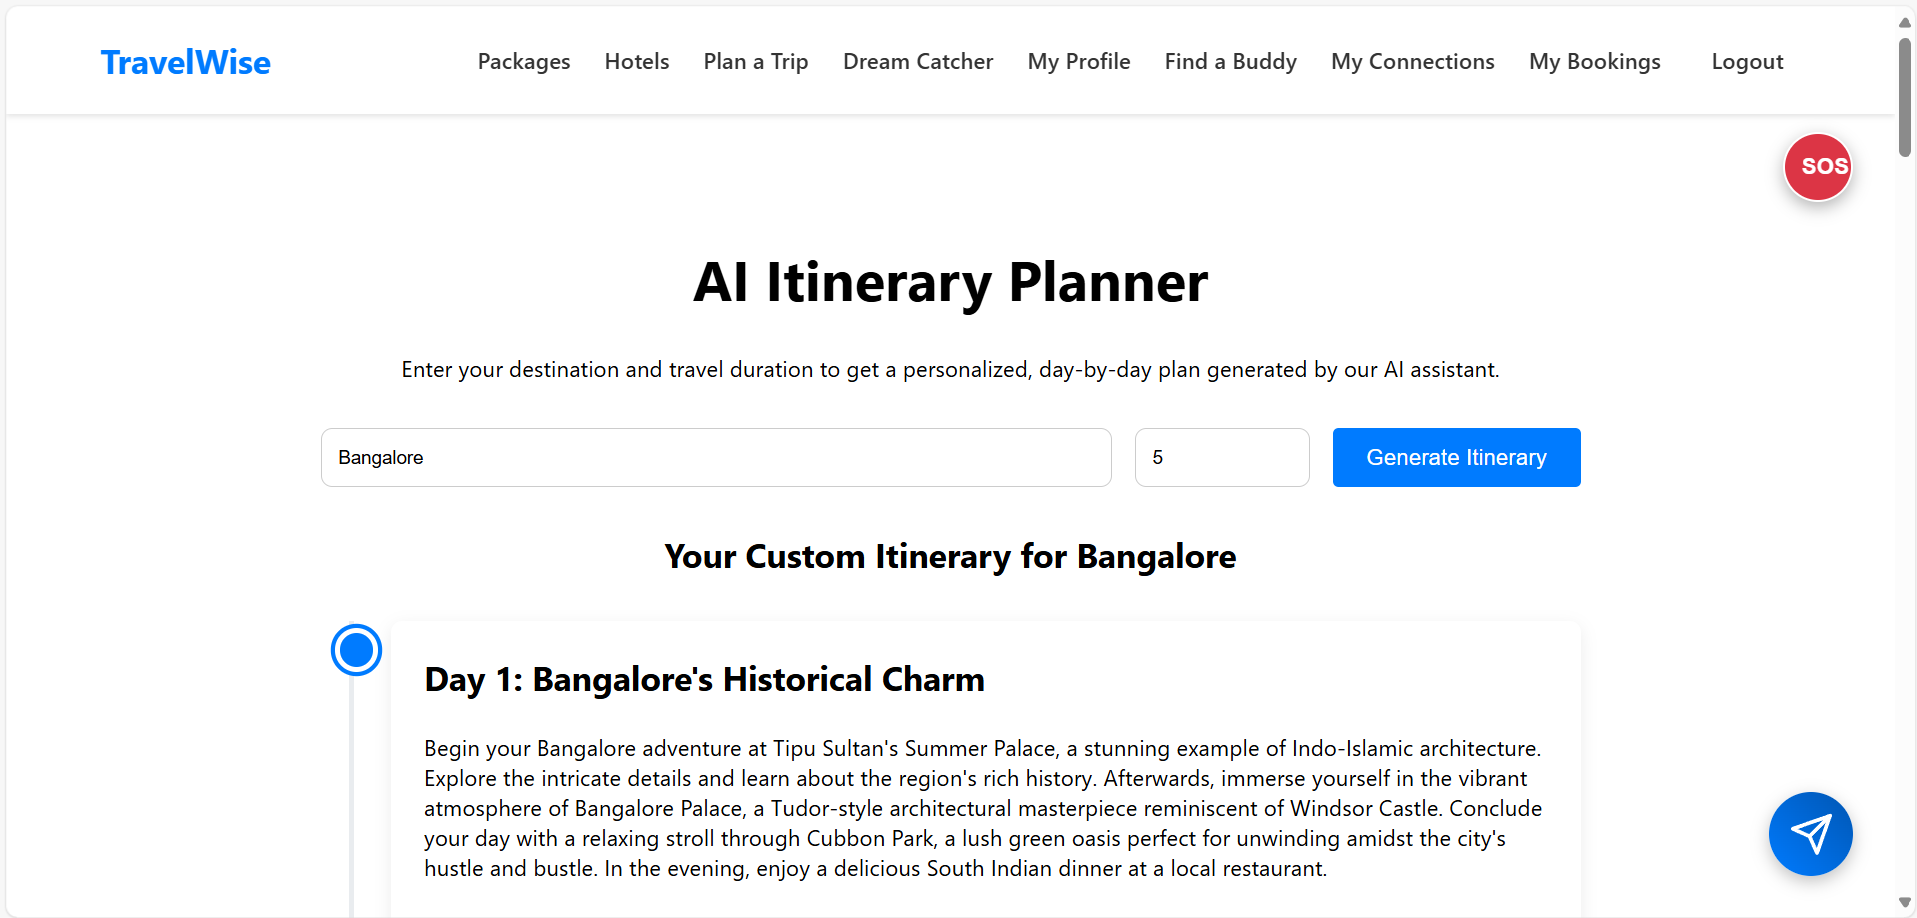 TravelWise
Packages Hotels Plan a Trip Dream Catcher My Profile Find a Buddy My Connections My Bookings Logout
SOS
AI Itinerary Planner
Enter your destination and travel duration to get a personalized, day-by-day plan generated by our AI assistant.
Bangalore 5 Generate Itinerary
Your Custom Itinerary for Bangalore
Day 1: Bangalore's Historical Charm
Begin your Bangalore adventure at Tipu Sultan's Summer Palace, a stunning example of Indo-Islamic architecture.
Explore the intricate details and learn about the region's rich history. Afterwards, immerse yourself in the vibrant
atmosphere of Bangalore Palace, a Tudor-style architectural masterpiece reminiscent of Windsor Castle. Conclude
your day with a relaxing stroll through Cubbon Park, a lush green oasis perfect for unwinding amidst the city's
hustle and bustle. In the evening, enjoy a delicious South Indian dinner at a local restaurant.